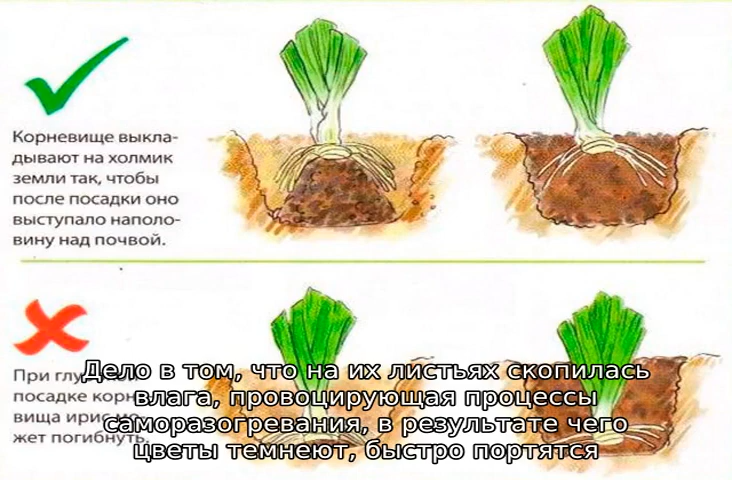 Корневище выкла-
дывают на холмик
земли так, чтобы
после посадки оно
выступало наполо-
вину над почвой.
При
посадке корн
вища ирис
жет погибнуть.
Дело в том, что на их листьях скопилась
влага, провоцирующая процессы
саморазогревания, в результате чего
цветы темнеют, быстро портятся